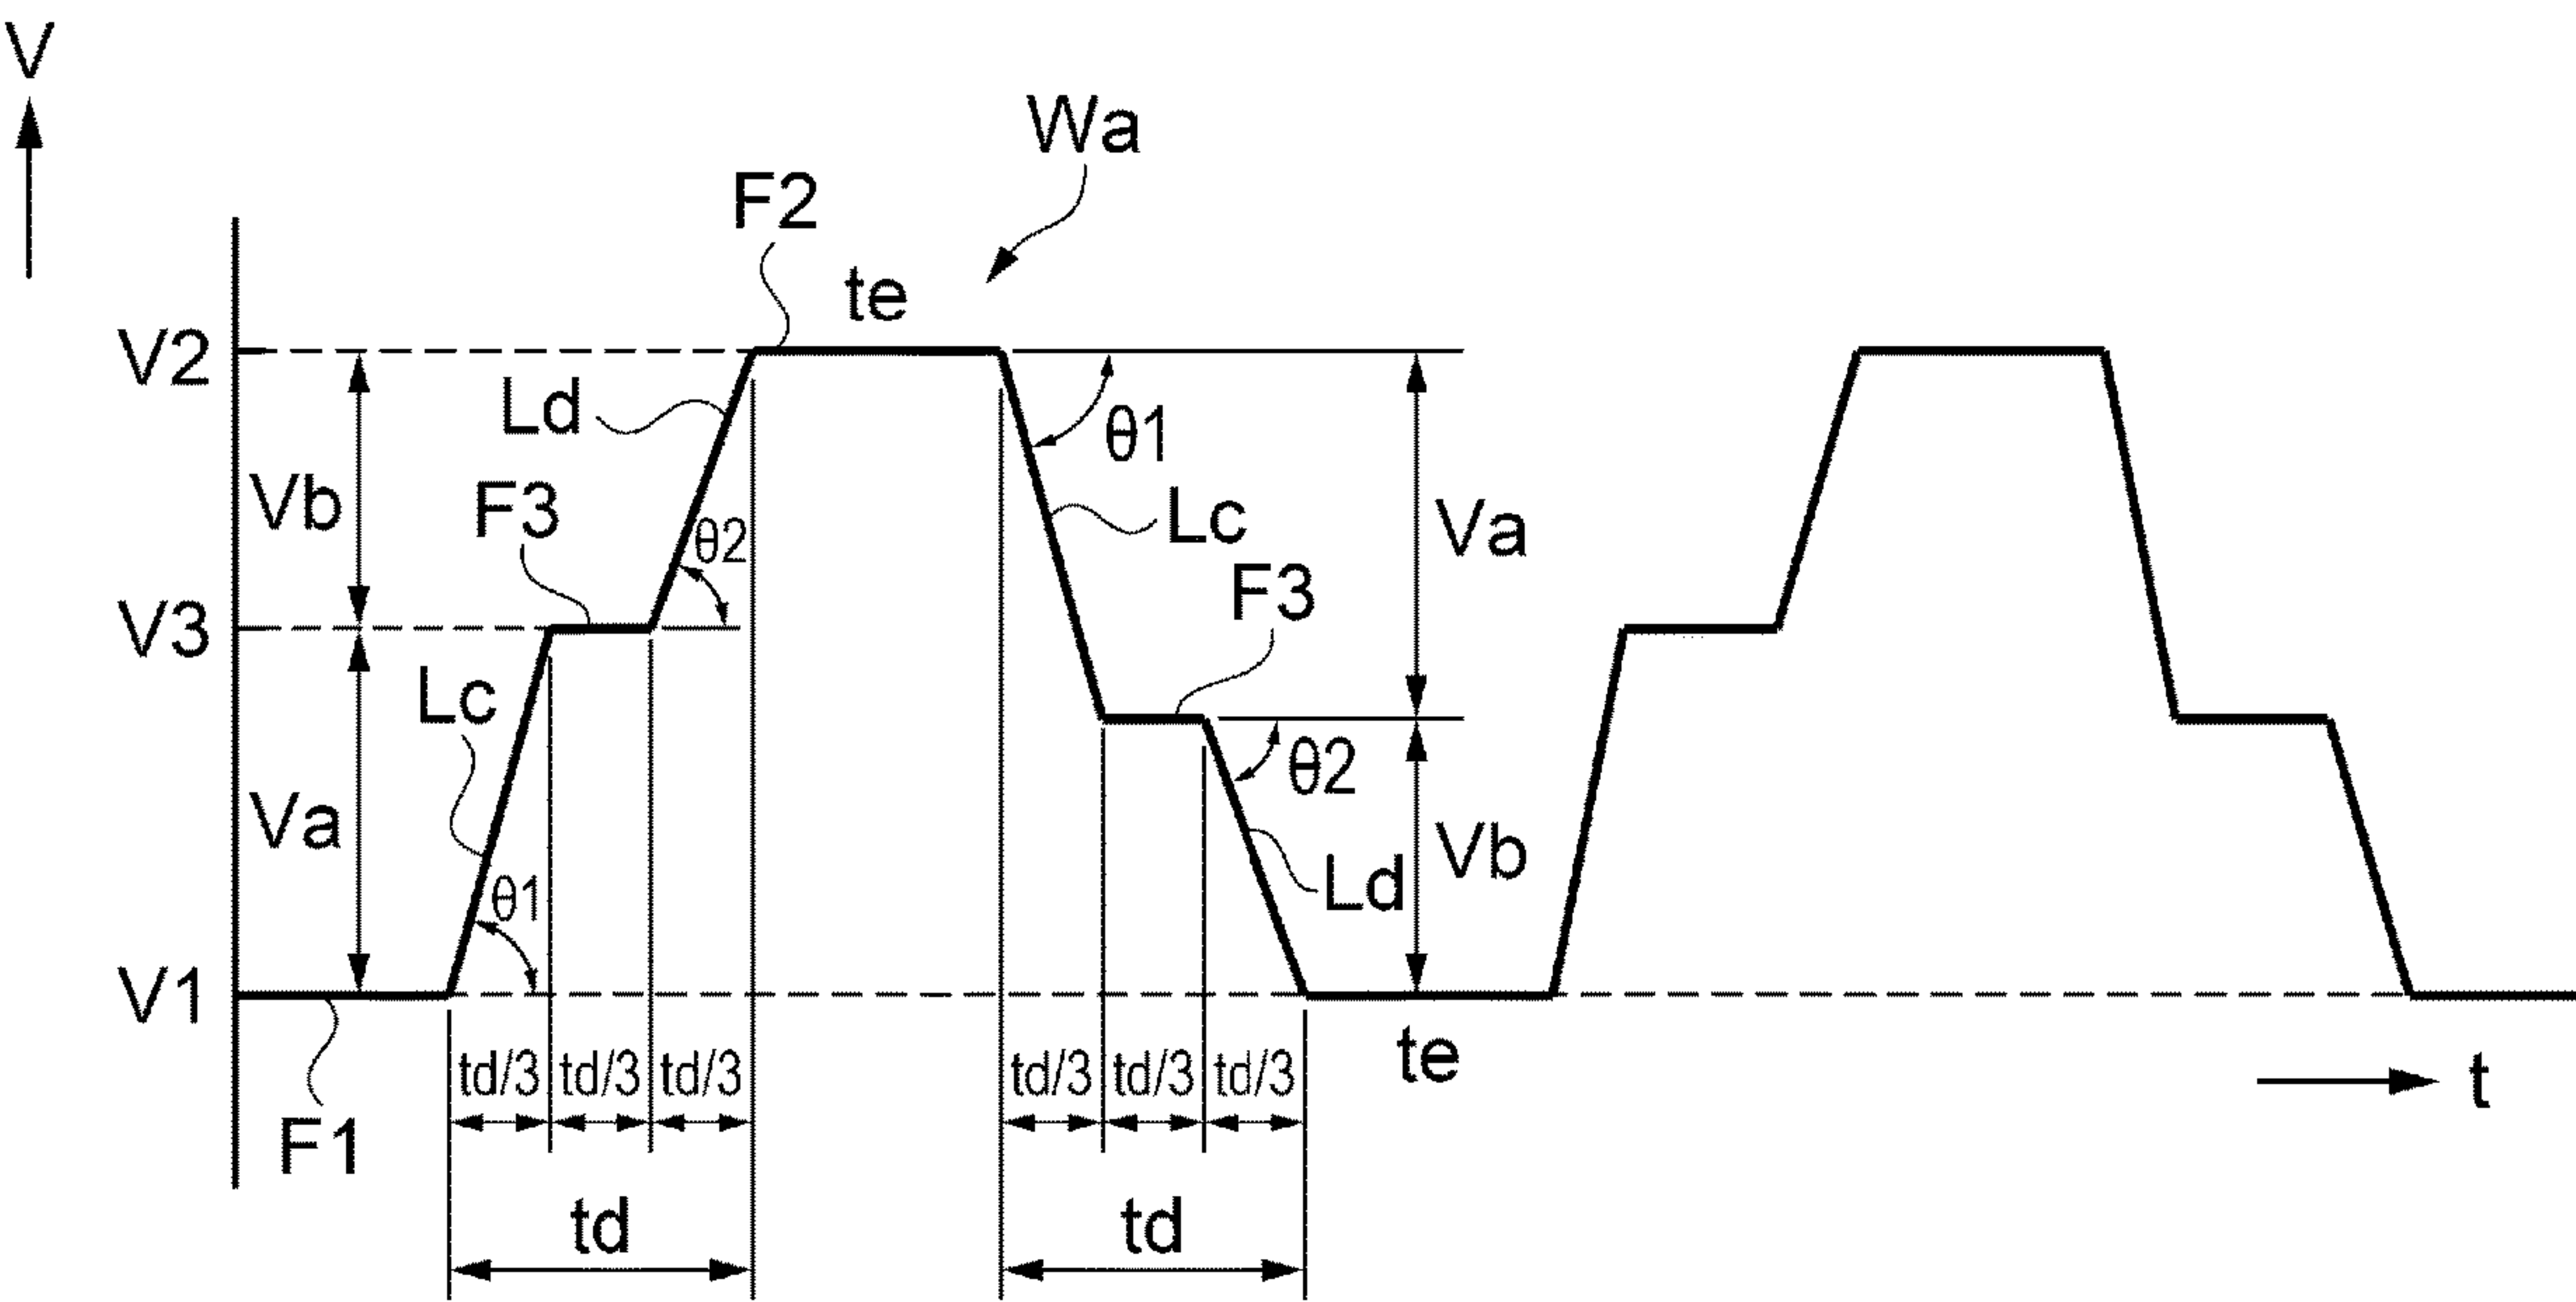 V
Wa
F2
te
V2
Ld
θ1
Vb
F3
θ2
Lc
Va
F3
V3
Lc
θ2
Va
Vb
Ld
θ1
V1
te
td/3 td/3 td/3
td/3 td/3 td/3
t
F1
td
td